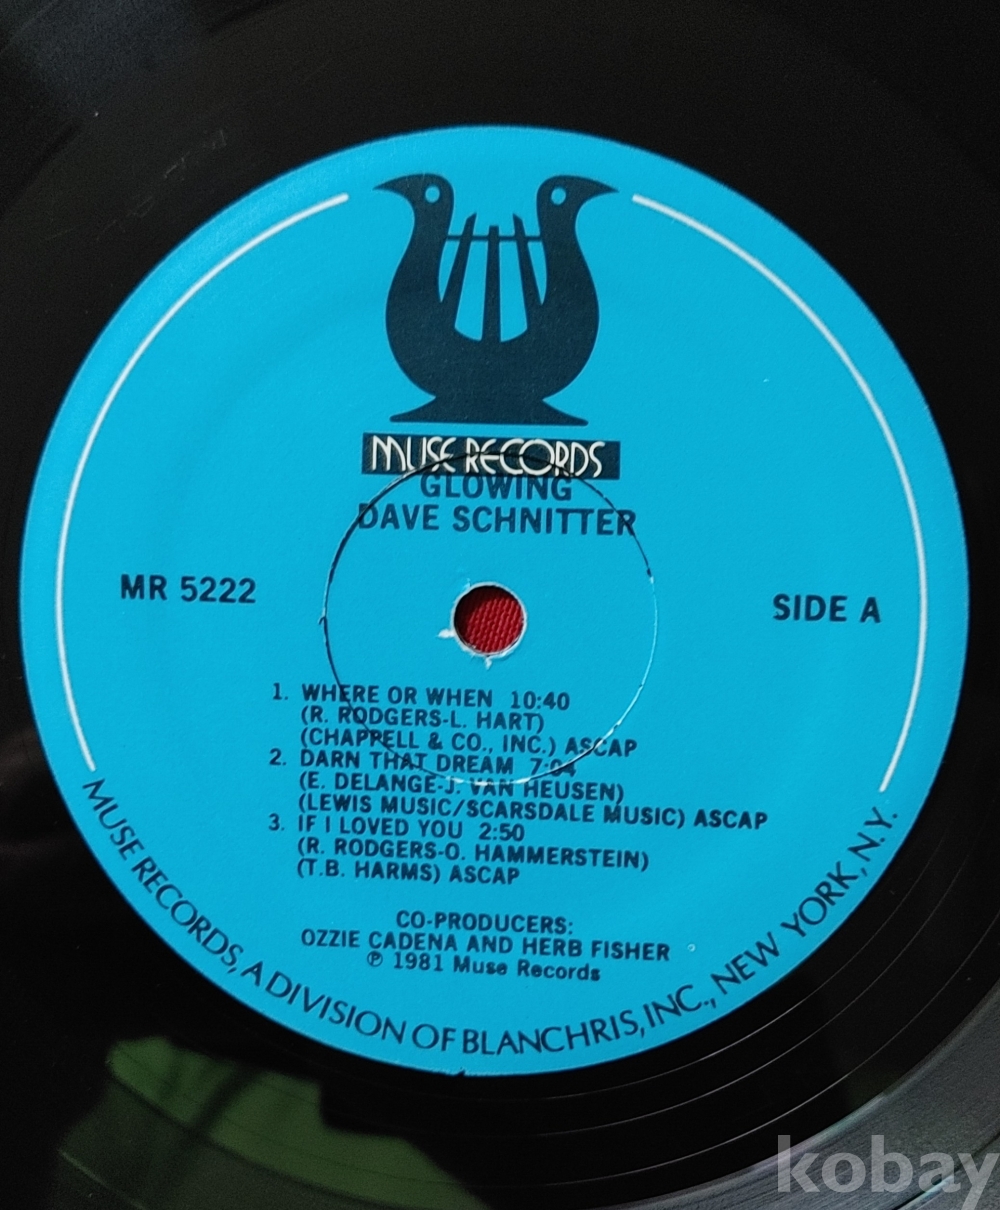 MUSE RECORDS
GLOWING
DAVE SCHNITTER
MR 5222
SIDE A
1. WHERE OR WHEN 10:40
(R. RODGERS-L. HART)
(CHAPPELL & CO., INC.) ASCAP
2. DARN THAT DREAM 7:04
(E. DELANGE-J. VAN HEUSEN)
(LEWIS MUSIC/SCARSDALE MUSIC) ASCAP
3. IF I LOVED YOU 2:50
(R. RODGERS-O. HAMMERSTEIN)
(T.B. HARMS) ASCAP
CO-PRODUCERS:
OZZIE CADENA AND HERB FISHER
℗ 1981 Muse Records
MUSE RECORDS, A DIVISION OF BLANCHRIS, INC., NEW YORK, N.Y.
kobay